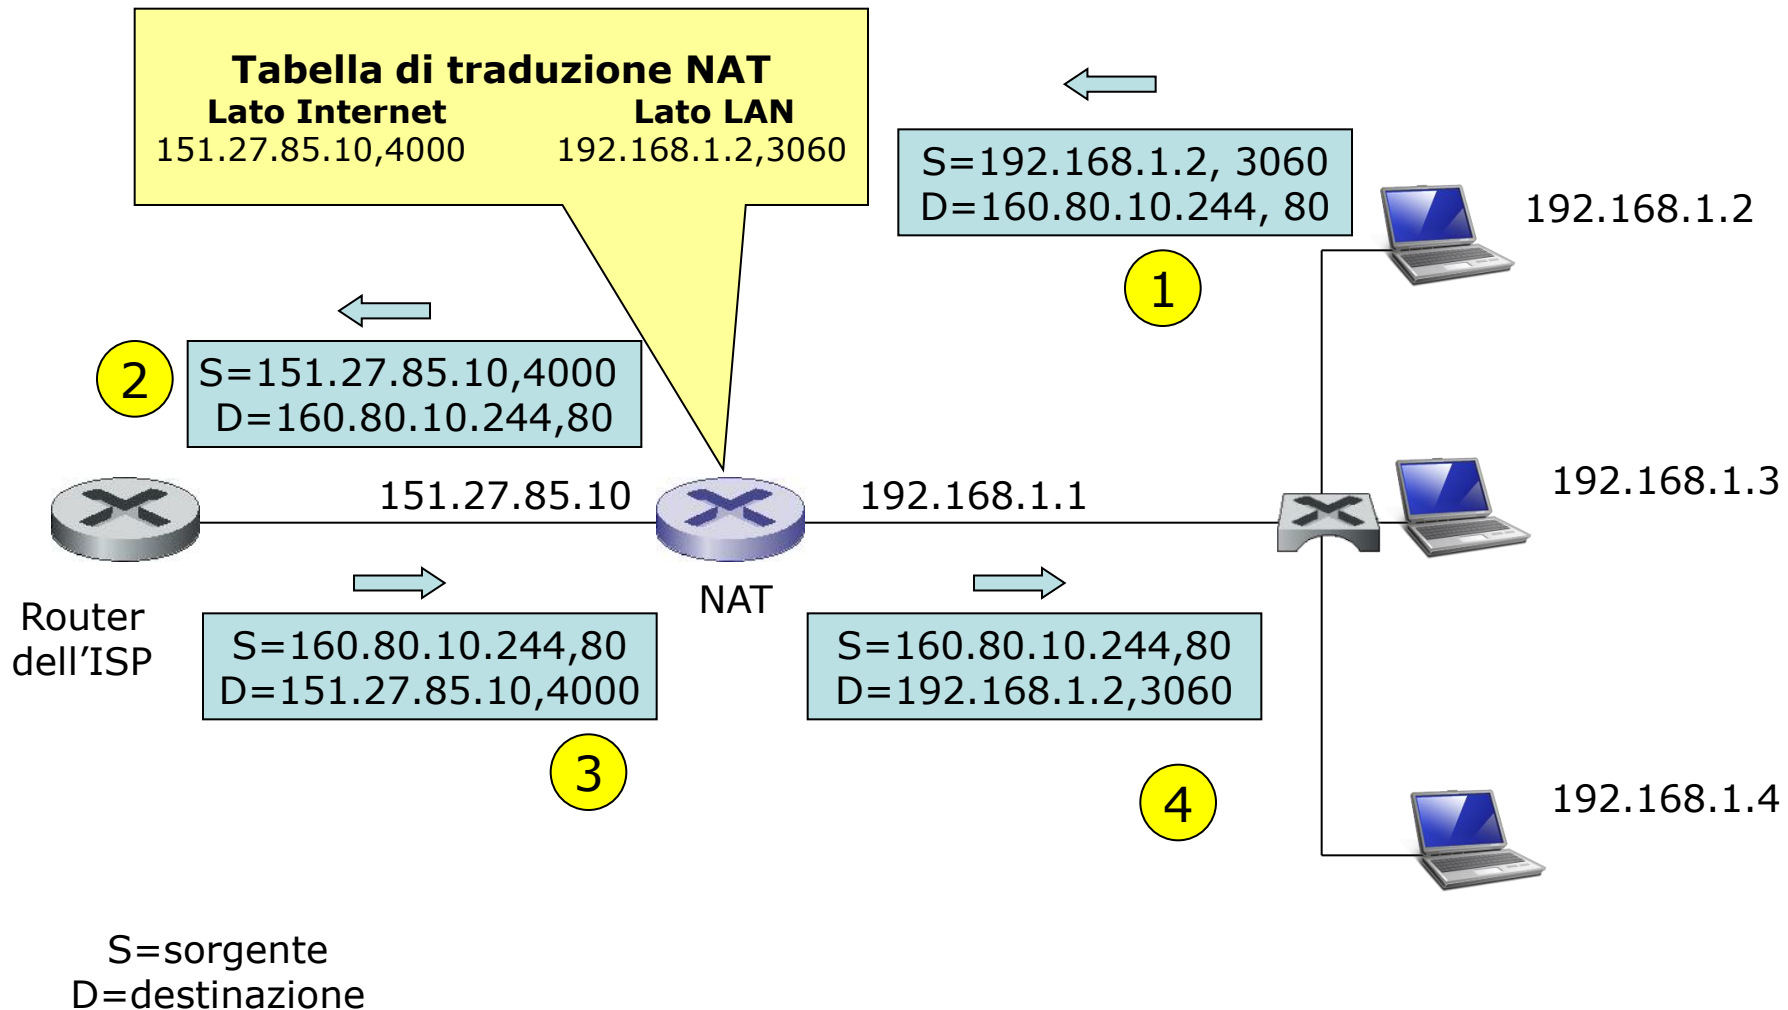 Tabella di traduzione NAT
Lato Internet Lato LAN
151.27.85.10,4000 192.168.1.2,3060
S=192.168.1.2, 3060
D=160.80.10.244, 80
192.168.1.2
1
2
S=151.27.85.10,4000
D=160.80.10.244,80
151.27.85.10
192.168.1.1
192.168.1.3
NAT
Router
dell’ISP
S=160.80.10.244,80
D=151.27.85.10,4000
S=160.80.10.244,80
D=192.168.1.2,3060
3
4
192.168.1.4
S=sorgente
D=destinazione